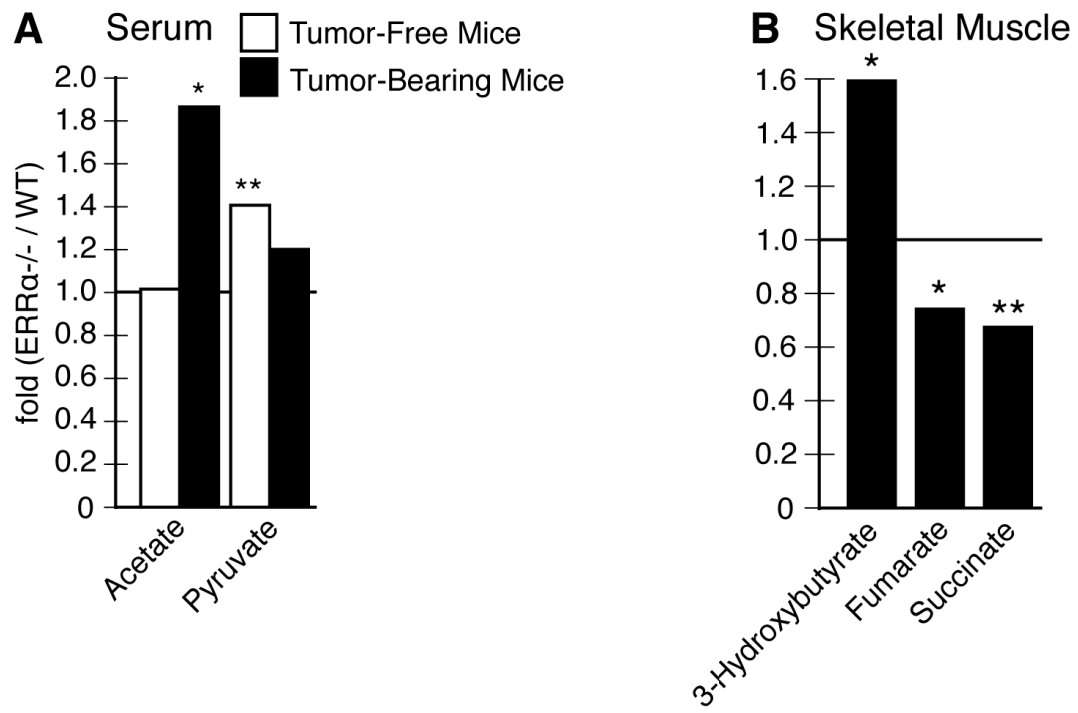 A Serum
Tumor-Free Mice
Tumor-Bearing Mice
fold (ERRα-/- / WT)
2.0
1.8
1.6
1.4
1.2
1.0
0.8
0.6
0.4
0.2
0
*
**
Acetate
Pyruvate
B Skeletal Muscle
1.6
1.4
1.2
1.0
0.8
0.6
0.4
0.2
0
*
*
**
3-Hydroxybutyrate
Fumarate
Succinate